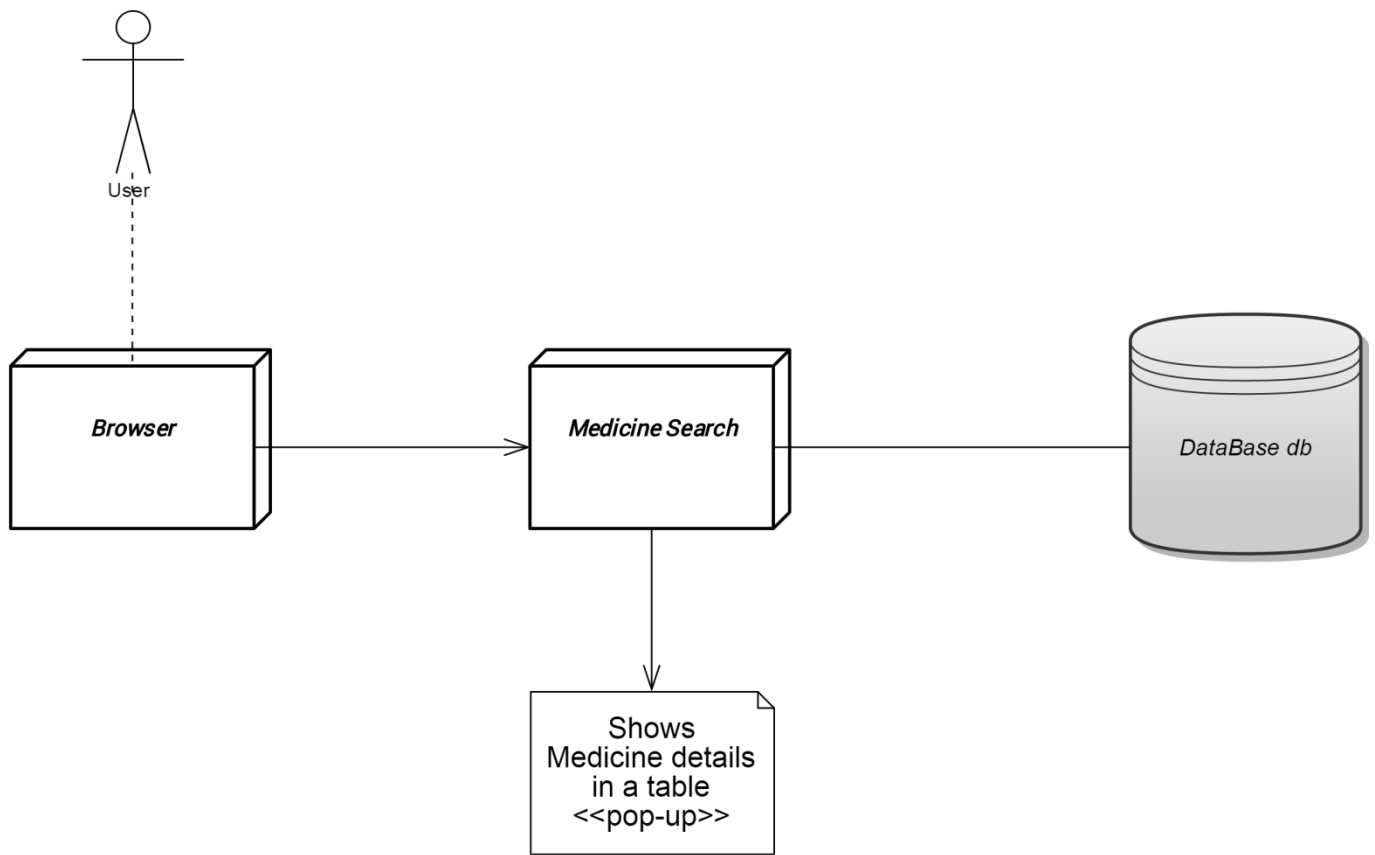 User
Browser
Medicine Search
DataBase db
Shows
Medicine details
in a table
<<pop-up>>